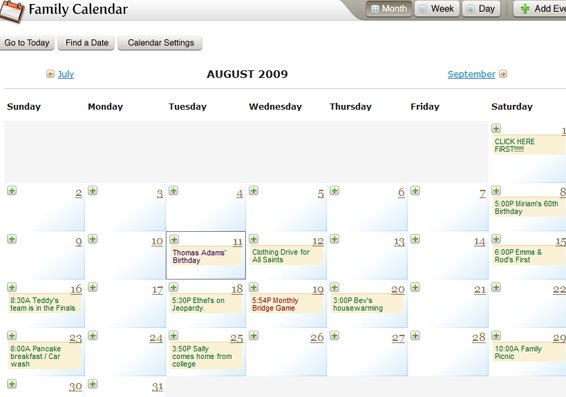 Family Calendar
Month Week Day Add Eve
Go to Today Find a Date Calendar Settings
July AUGUST 2009 September
Sunday Monday Tuesday Wednesday Thursday Friday Saturday
1
CLICK HERE
FIRST!!!!!
2 3 4 5 6 7 8
5:00P Miriam's 60th
Birthday
9 10 11 12 13 14 15
Thomas Adams'
Birthday
Clothing Drive for
All Saints
6:00P Emma &
Rod's First
16 17 18 19 20 21 22
8:30A Teddy's
team is in the Finals
5:30P Ethel's on
Jeopardy.
5:54P Monthly
Bridge Game
3:00P Bev's
housewarming
23 24 25 26 27 28 29
8:00A Pancake
breakfast / Car
wash
3:50P Sally
comes home from
college
10:00A Family
Picnic
30 31